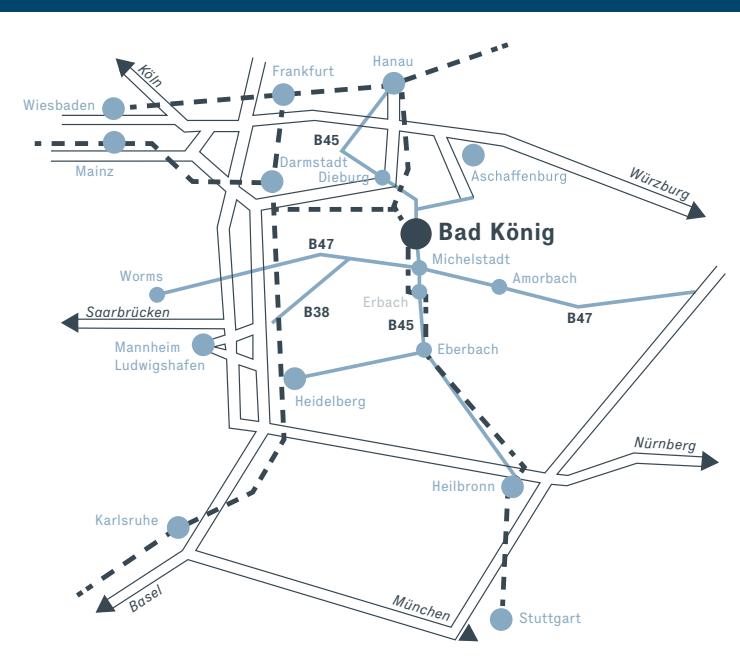 Hanau
Köln
Frankfurt
Wiesbaden
B45
Darmstadt
Mainz
Dieburg
Aschaffenburg
Würzburg
Bad König
B47
Michelstadt
Worms
Amorbach
Erbach
Saarbrücken
B38
B45
B47
Mannheim
Ludwigshafen
Eberbach
Heidelberg
Nürnberg
Heilbronn
Karlsruhe
Basel
München
Stuttgart